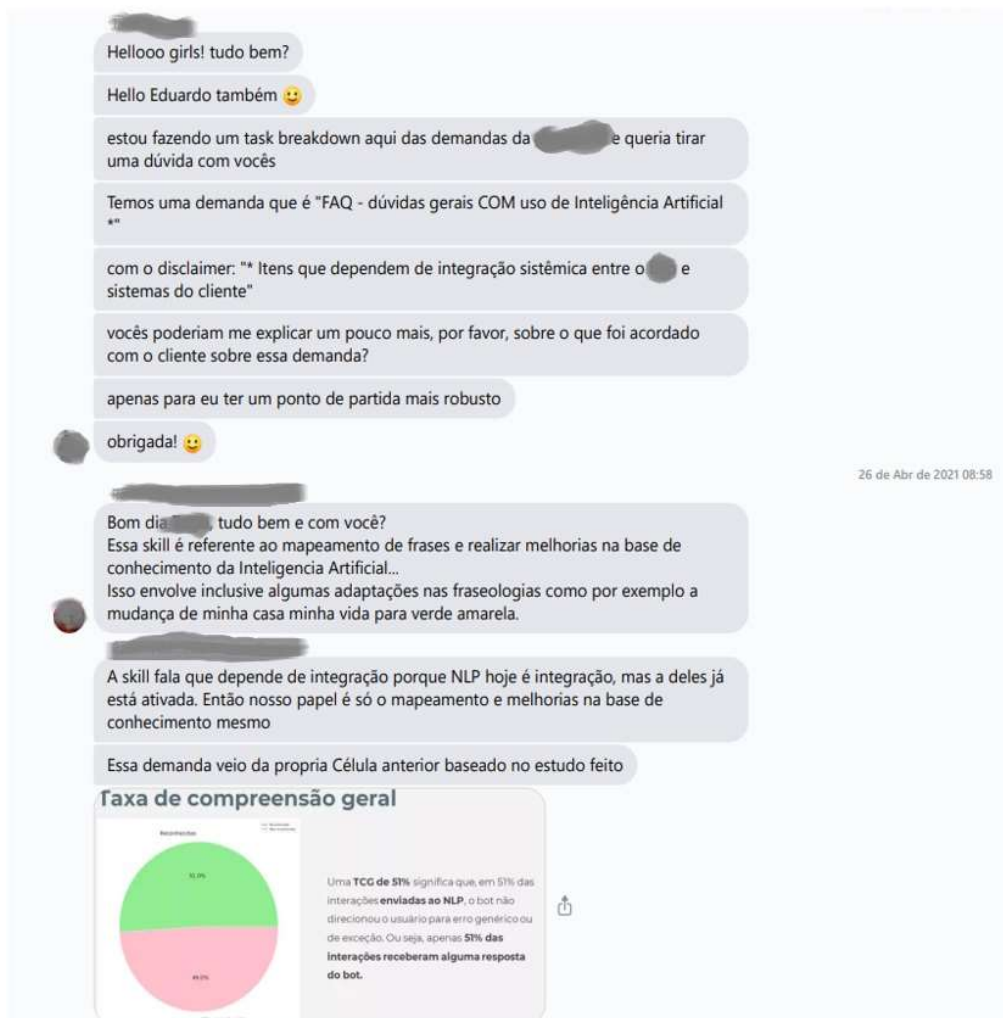 Hellooo girls! tudo bem?
Hello Eduardo também
estou fazendo um task breakdown aqui das demandas da e queria tirar
uma dúvida com vocês
Temos uma demanda que é "FAQ - dúvidas gerais COM uso de Inteligência Artificial
*"
com o disclaimer: "* Itens que dependem de integração sistêmica entre o e
sistemas do cliente"
vocês poderiam me explicar um pouco mais, por favor, sobre o que foi acordado
com o cliente sobre essa demanda?
apenas para eu ter um ponto de partida mais robusto
obrigada!
26 de Abr de 2021 08:58
Bom dia , tudo bem e com você?
Essa skill é referente ao mapeamento de frases e realizar melhorias na base de
conhecimento da Inteligencia Artificial...
Isso envolve inclusive algumas adaptações nas fraseologias como por exemplo a
mudança de minha casa minha vida para verde amarela.
A skill fala que depende de integração porque NLP hoje é integração, mas a deles já
está ativada. Então nosso papel é só o mapeamento e melhorias na base de
conhecimento mesmo
Essa demanda veio da propria Célula anterior baseado no estudo feito
Taxa de compreensão geral
Reconhecidas
51.0%
49.0%
Uma TCG de 51% significa que, em 51% das
interações enviadas ao NLP, o bot não
direcionou o usuário para erro genérico ou
de exceção. Ou seja, apenas 51% das
interações receberam alguma resposta
do bot.